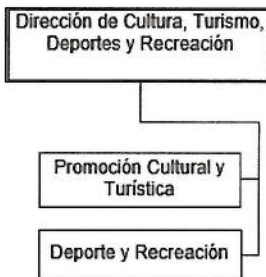 Dirección de Cultura, Turismo,
Deportes y Recreación
Promoción Cultural y
Turística
Deporte y Recreación